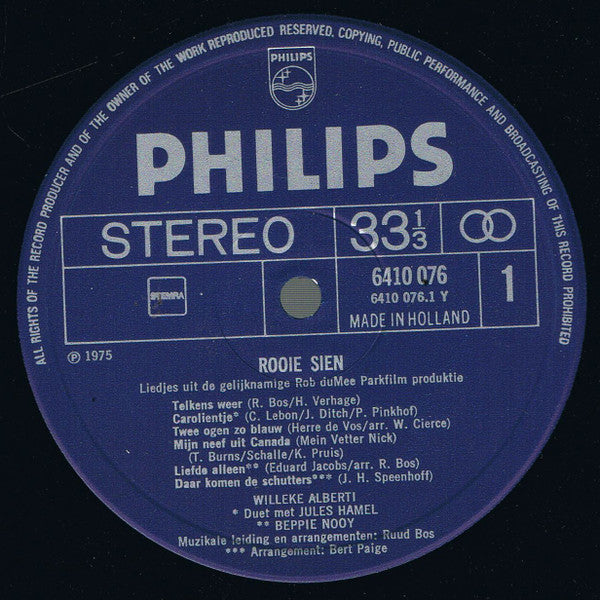 ALL RIGHTS OF THE RECORD PRODUCER AND OF THE OWNER OF THE WORK REPRODUCED RESERVED. COPYING, PUBLIC PERFORMANCE AND BROADCASTING OF THIS RECORD PROHIBITED
PHILIPS
PHILIPS
STEREO
33 1/3
STEMRA
6410 076
6410 076.1 Y
MADE IN HOLLAND
1
℗ 1975
ROOIE SIEN
Liedjes uit de gelijknamige Rob duMee Parkfilm produktie
Telkens weer (R. Bos/H. Verhage)
Carolientje* (C. Lebon/J. Ditch/P. Pinkhof)
Twee ogen zo blauw (Herre de Vos/arr. W. Cierce)
Mijn neef uit Canada (Mein Vetter Nick)
(T. Burns/Schalle/K. Pruis)
Liefde alleen** (Eduard Jacobs/arr. R. Bos)
Daar komen de schutters*** (J. H. Speenhoff)
WILLEKE ALBERTI
* Duet met JULES HAMEL
** BEPPIE NOOY
Muzikale leiding en arrangementen: Ruud Bos
*** Arrangement: Bert Paige